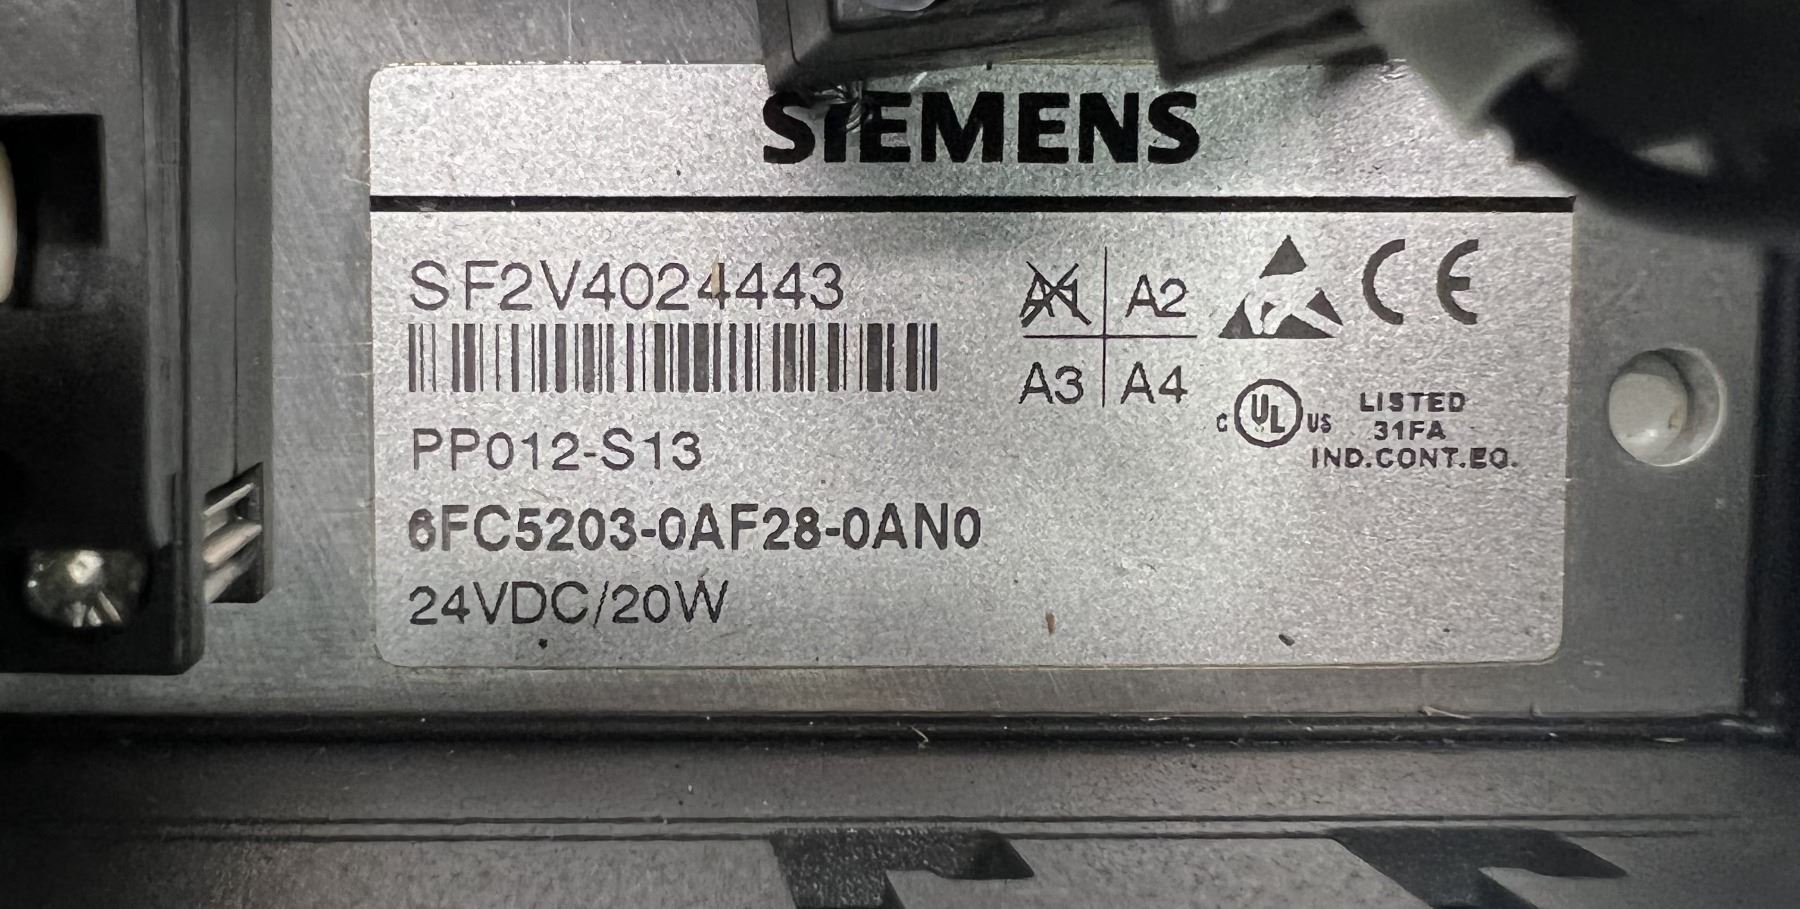 SIEMENS
SF2V4024443
A1 A2
A3 A4
CE
PP012-S13
C UL US LISTED
31FA
IND.CONT.EQ.
6FC5203-0AF28-0AN0
24VDC/20W